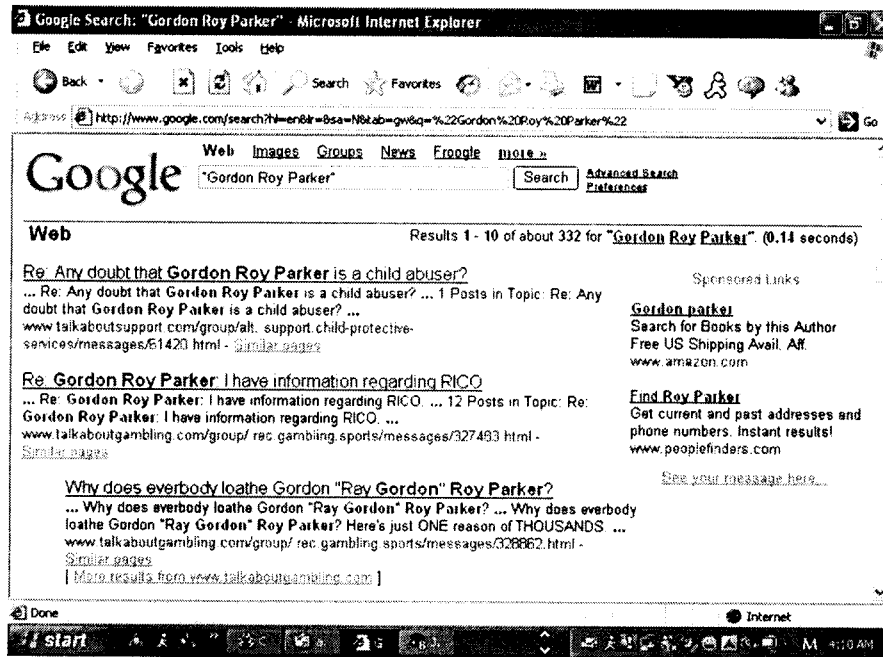 Google Search: "Gordon Roy Parker" - Microsoft Internet Explorer
File Edit View Favorites Tools Help
Back Search Favorites
Address http://www.google.com/search?hl=en&lr=&sa=N&tab=gw&q=%22Gordon%20Roy%20Parker%22 Go
Web Images Groups News Froogle more »
Google "Gordon Roy Parker" Search Advanced Search
Preferences
Web Results 1 - 10 of about 332 for "Gordon Roy Parker". (0.14 seconds)
Re: Any doubt that Gordon Roy Parker is a child abuser?
... Re: Any doubt that Gordon Roy Parker is a child abuser? ... 1 Posts in Topic: Re: Any
doubt that Gordon Roy Parker is a child abuser? ...
www.talkaboutsupport.com/group/alt.support.child-protective-
services/messages/61420.html - Similar pages
Re: Gordon Roy Parker: I have information regarding RICO
... Re: Gordon Roy Parker: I have information regarding RICO. ... 12 Posts in Topic: Re:
Gordon Roy Parker: I have information regarding RICO. ...
www.talkaboutgambling.com/group/rec.gambling.sports/messages/327483.html -
Similar pages
Why does everbody loathe Gordon "Ray Gordon" Roy Parker?
... Why does everbody loathe Gordon "Ray Gordon" Roy Parker? ... Why does everbody
loathe Gordon "Ray Gordon" Roy Parker? Here's just ONE reason of THOUSANDS. ...
www.talkaboutgambling.com/group/rec.gambling.sports/messages/328862.html -
Similar pages
[ More results from www.talkaboutgambling.com ]
Sponsored Links
Gordon parker
Search for Books by this Author
Free US Shipping Avail. Aff.
www.amazon.com
Find Roy Parker
Get current and past addresses and
phone numbers. Instant results!
www.peoplefinders.com
See your message here...
Done Internet
start 4:10 AM